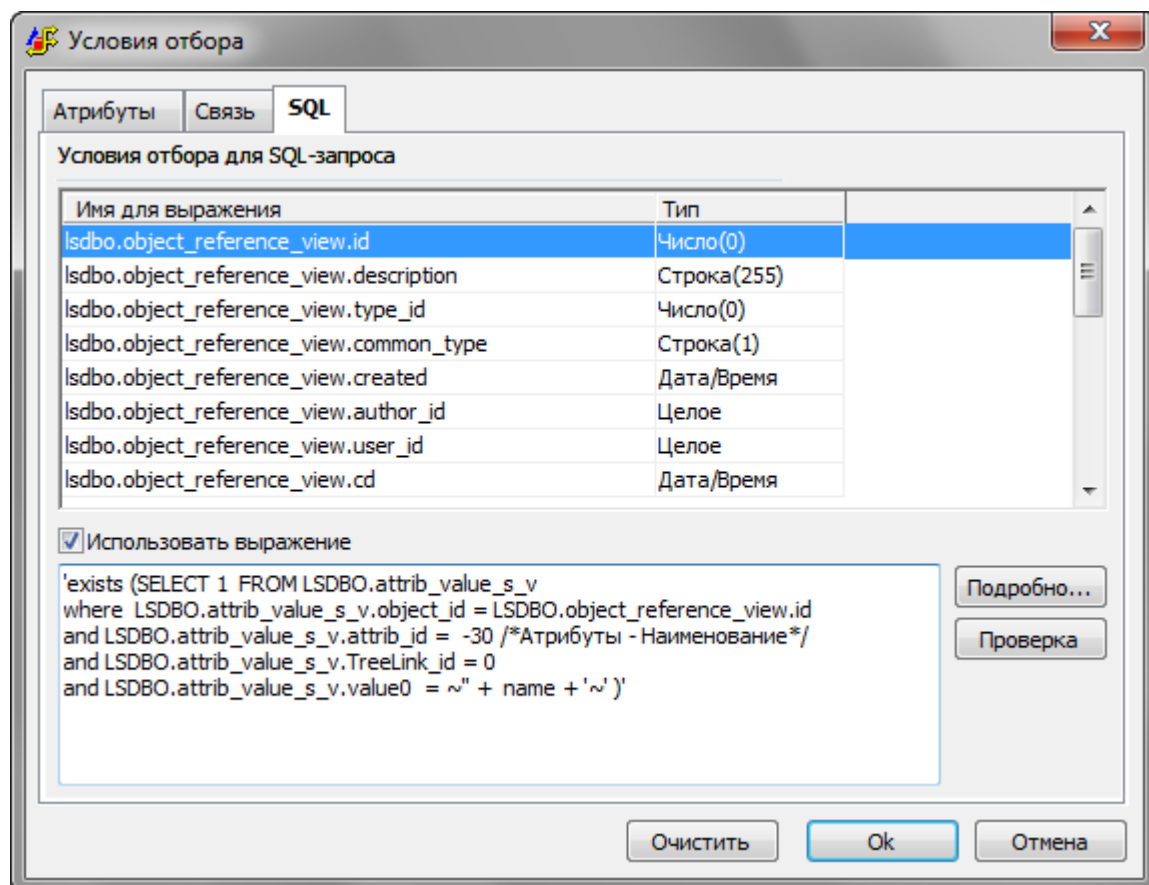 Условия отбора
Атрибуты Связь SQL
Условия отбора для SQL-запроса
Имя для выражения Тип
lsdbo.object_reference_view.id Число(0)
lsdbo.object_reference_view.description Строка(255)
lsdbo.object_reference_view.type_id Число(0)
lsdbo.object_reference_view.common_type Строка(1)
lsdbo.object_reference_view.created Дата/Время
lsdbo.object_reference_view.author_id Целое
lsdbo.object_reference_view.user_id Целое
lsdbo.object_reference_view.cd Дата/Время
Использовать выражение
'exists (SELECT 1 FROM LSDBO.attrib_value_s_v
where LSDBO.attrib_value_s_v.object_id = LSDBO.object_reference_view.id
and LSDBO.attrib_value_s_v.attrib_id = -30 /*Атрибуты - Наименование*/
and LSDBO.attrib_value_s_v.TreeLink_id = 0
and LSDBO.attrib_value_s_v.value0 = ~'' + name + '~' )'
Подробно...
Проверка
Очистить Ok Отмена